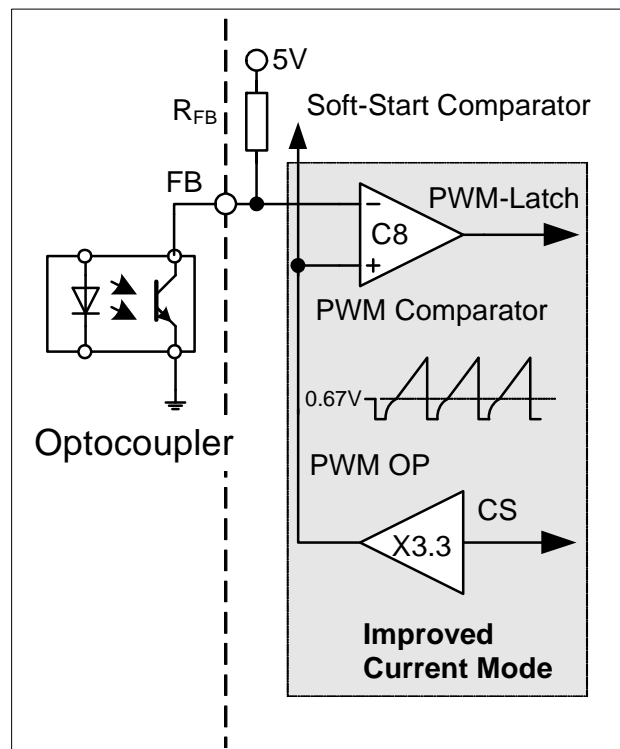 5V
R_FB
Soft-Start Comparator
FB
PWM-Latch
−
C8
+
PWM Comparator
0.67V
Optocoupler
PWM OP
CS
X3.3
Improved
Current Mode